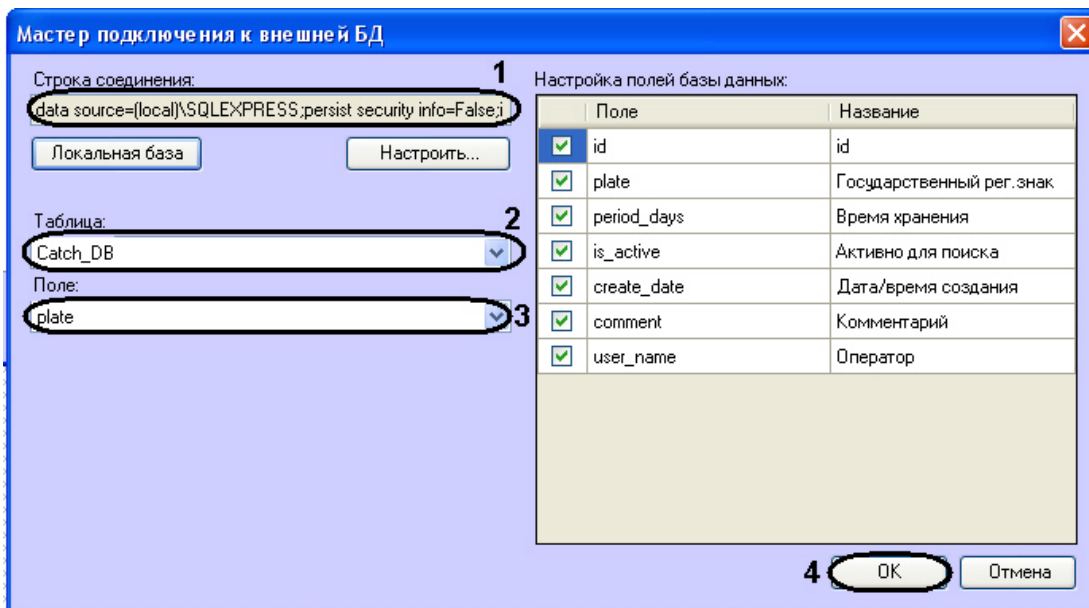 Мастер подключения к внешней БД
Строка соединения:
1
data source=(local)\SQLEXPRESS;persist security info=False;i
Локальная база
Настроить...
Таблица:
2
Catch_DB
Поле:
plate
3
Настройка полей базы данных:
Поле Название
id id
plate Государственный рег.знак
period_days Время хранения
is_active Активно для поиска
create_date Дата/время создания
comment Комментарий
user_name Оператор
4
OK
Отмена